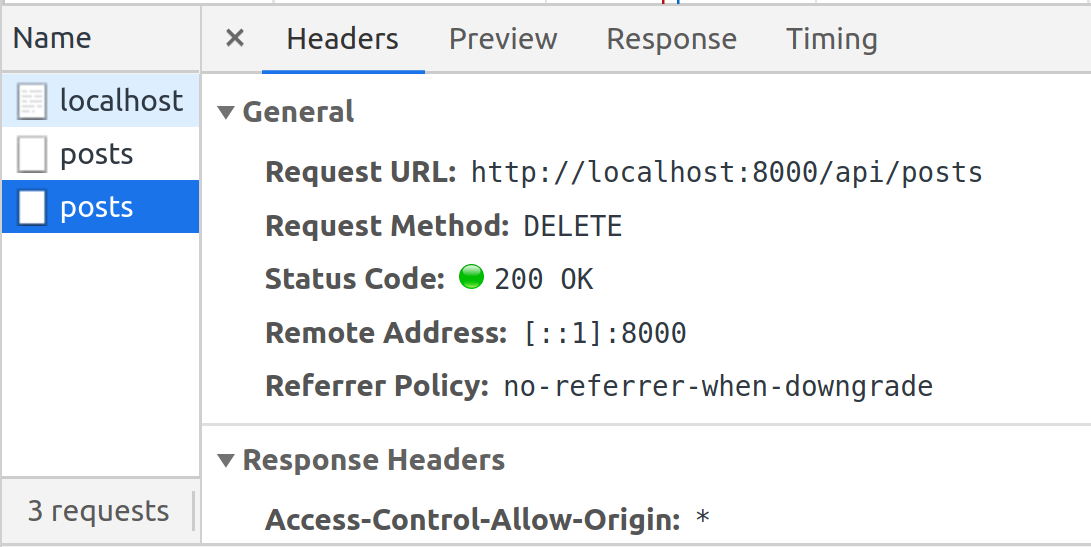 Name
× Headers Preview Response Timing
localhost
posts
posts
3 requests
General
Request URL: http://localhost:8000/api/posts
Request Method: DELETE
Status Code: 200 OK
Remote Address: [::1]:8000
Referrer Policy: no-referrer-when-downgrade
Response Headers
Access-Control-Allow-Origin: *